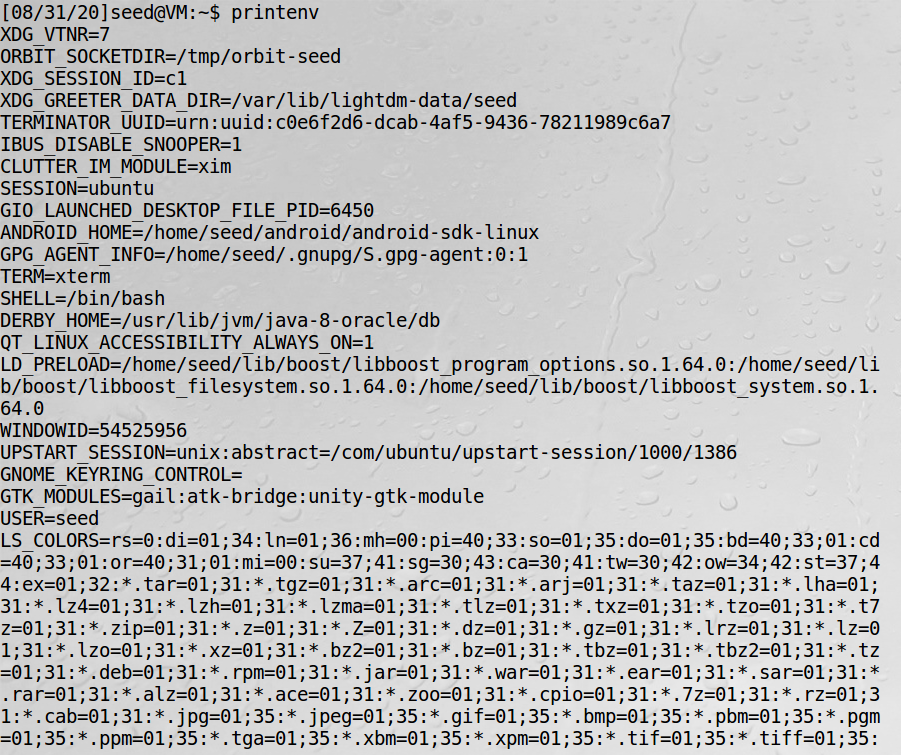 [08/31/20]seed@VM:~$ printenv
XDG_VTNR=7
ORBIT_SOCKETDIR=/tmp/orbit-seed
XDG_SESSION_ID=c1
XDG_GREETER_DATA_DIR=/var/lib/lightdm-data/seed
TERMINATOR_UUID=urn:uuid:c0e6f2d6-dcab-4af5-9436-78211989c6a7
IBUS_DISABLE_SNOOPER=1
CLUTTER_IM_MODULE=xim
SESSION=ubuntu
GIO_LAUNCHED_DESKTOP_FILE_PID=6450
ANDROID_HOME=/home/seed/android/android-sdk-linux
GPG_AGENT_INFO=/home/seed/.gnupg/S.gpg-agent:0:1
TERM=xterm
SHELL=/bin/bash
DERBY_HOME=/usr/lib/jvm/java-8-oracle/db
QT_LINUX_ACCESSIBILITY_ALWAYS_ON=1
LD_PRELOAD=/home/seed/lib/boost/libboost_program_options.so.1.64.0:/home/seed/li
b/boost/libboost_filesystem.so.1.64.0:/home/seed/lib/boost/libboost_system.so.1.
64.0
WINDOWID=54525956
UPSTART_SESSION=unix:abstract=/com/ubuntu/upstart-session/1000/1386
GNOME_KEYRING_CONTROL=
GTK_MODULES=gail:atk-bridge:unity-gtk-module
USER=seed
LS_COLORS=rs=0:di=01;34:ln=01;36:mh=00:pi=40;33:so=01;35:do=01;35:bd=40;33;01:cd
=40;33;01:or=40;31;01:mi=00:su=37;41:sg=30;43:ca=30;41:tw=30;42:ow=34;42:st=37;4
4:ex=01;32:*.tar=01;31:*.tgz=01;31:*.arc=01;31:*.arj=01;31:*.taz=01;31:*.lha=01;
31:*.lz4=01;31:*.lzh=01;31:*.lzma=01;31:*.tlz=01;31:*.txz=01;31:*.tzo=01;31:*.t7
z=01;31:*.zip=01;31:*.z=01;31:*.Z=01;31:*.dz=01;31:*.gz=01;31:*.lrz=01;31:*.lz=0
1;31:*.lzo=01;31:*.xz=01;31:*.bz2=01;31:*.bz=01;31:*.tbz=01;31:*.tbz2=01;31:*.tz
=01;31:*.deb=01;31:*.rpm=01;31:*.jar=01;31:*.war=01;31:*.ear=01;31:*.sar=01;31:*
.rar=01;31:*.alz=01;31:*.ace=01;31:*.zoo=01;31:*.cpio=01;31:*.7z=01;31:*.rz=01;3
1:*.cab=01;31:*.jpg=01;35:*.jpeg=01;35:*.gif=01;35:*.bmp=01;35:*.pbm=01;35:*.pgm
=01;35:*.ppm=01;35:*.tga=01;35:*.xbm=01;35:*.xpm=01;35:*.tif=01;35:*.tiff=01;35: